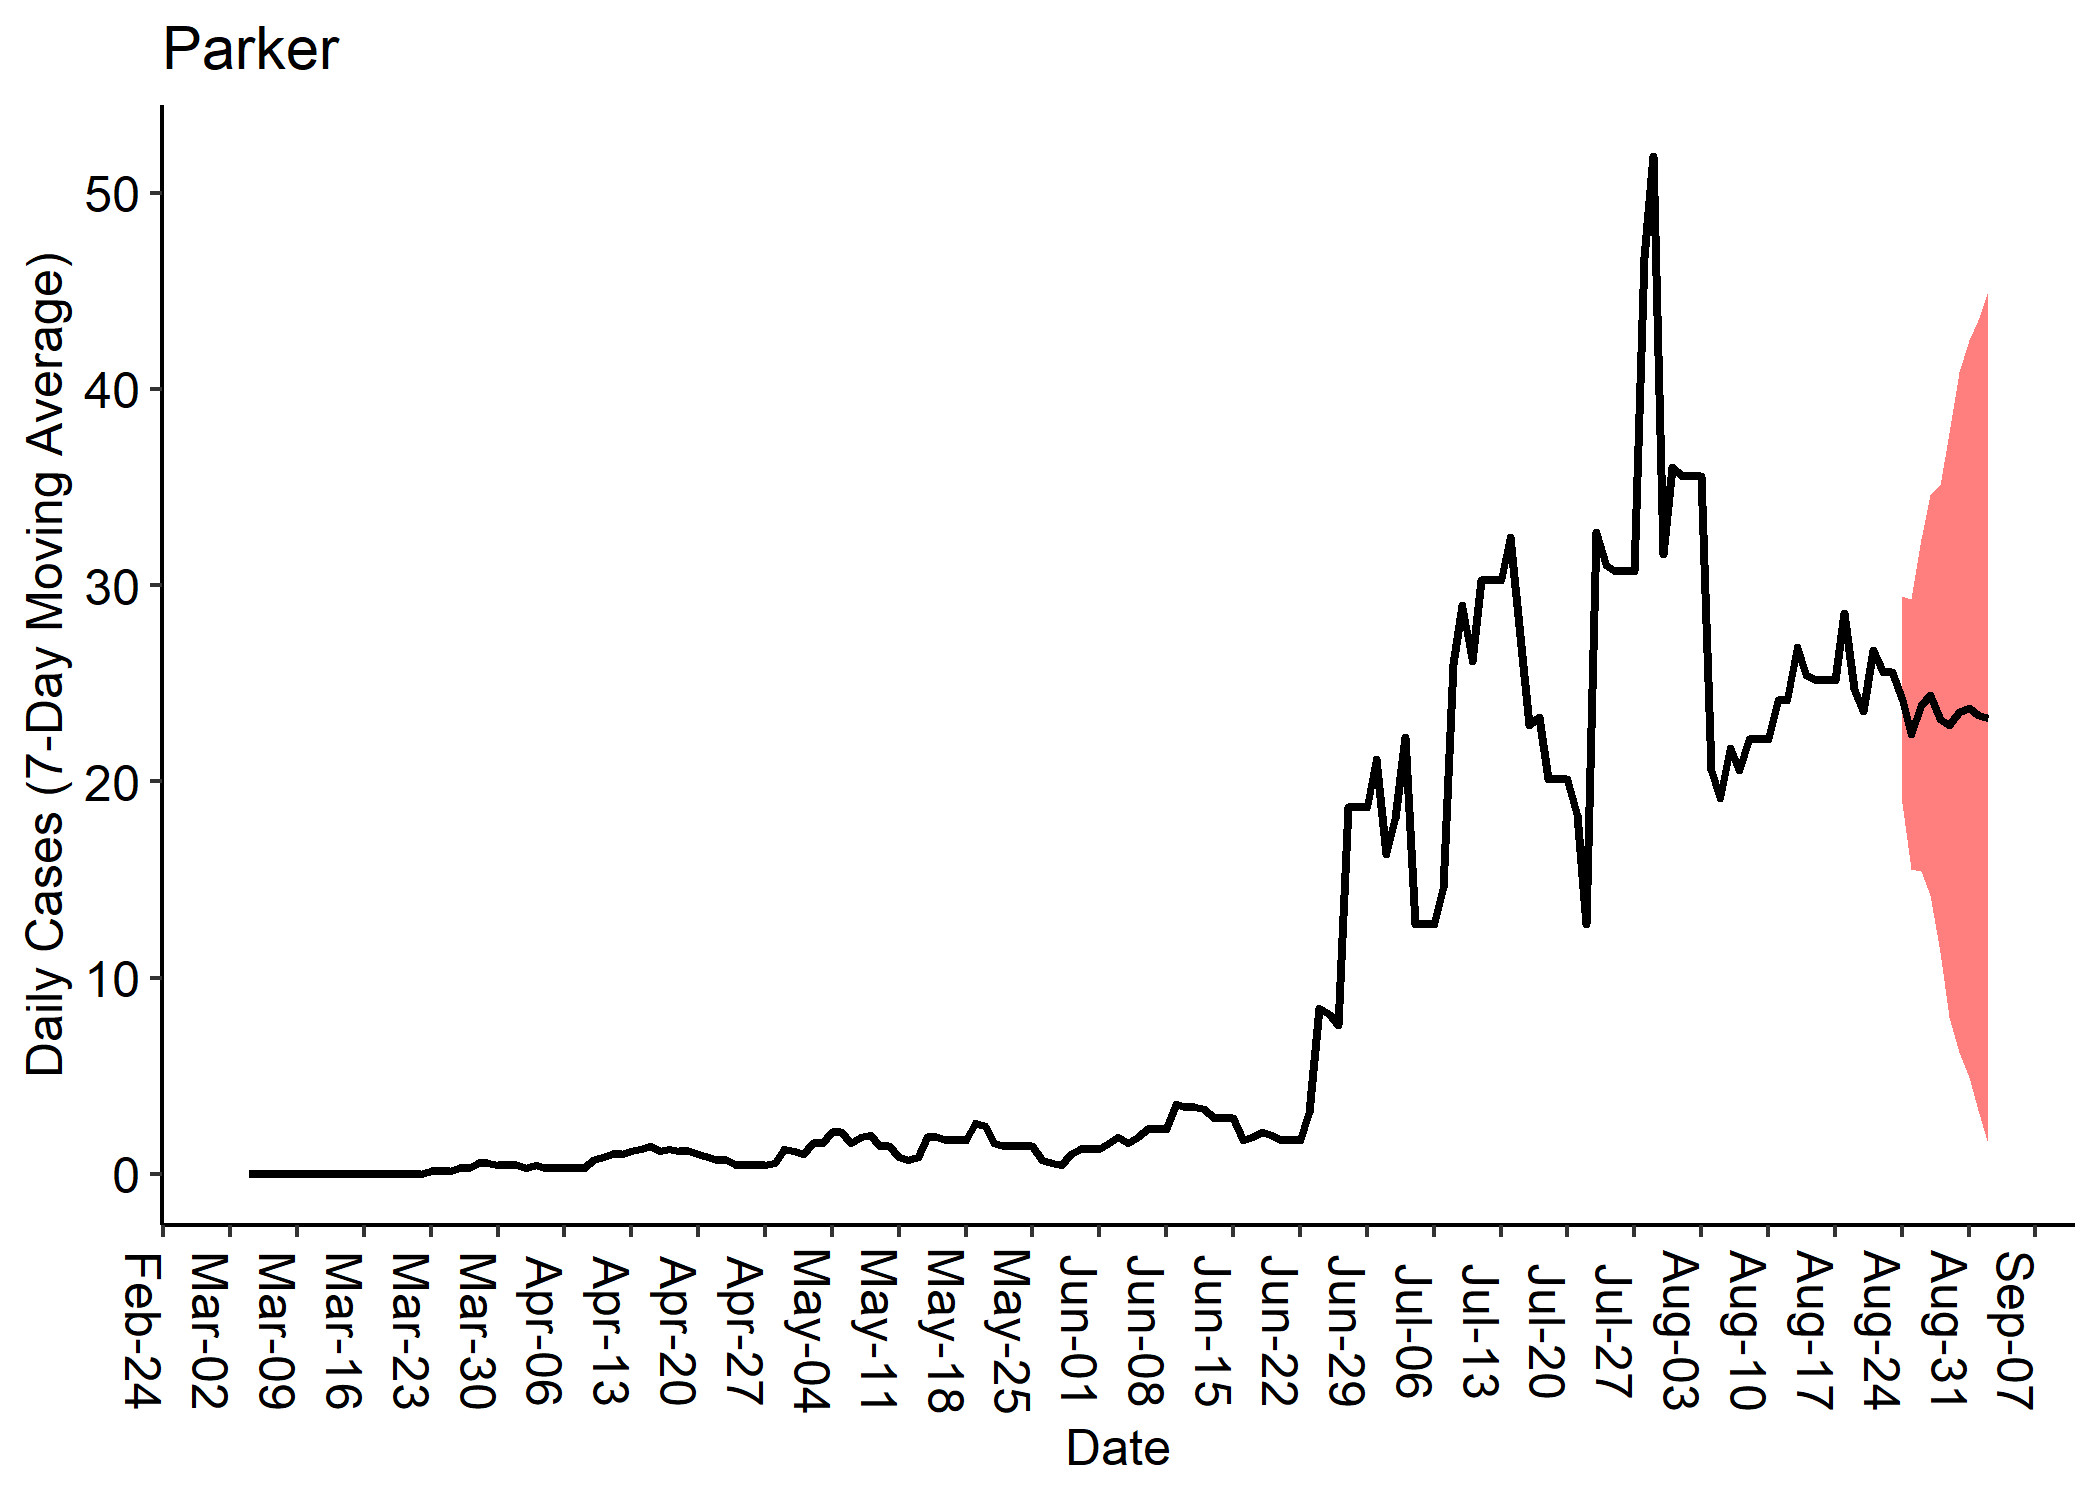 Parker
Daily Cases (7-Day Moving Average)
50
40
30
20
10
0
Feb-24
Mar-02
Mar-09
Mar-16
Mar-23
Mar-30
Apr-06
Apr-13
Apr-20
Apr-27
May-04
May-11
May-18
May-25
Jun-01
Jun-08
Jun-15
Jun-22
Jun-29
Jul-06
Jul-13
Jul-20
Jul-27
Aug-03
Aug-10
Aug-17
Aug-24
Aug-31
Sep-07
Date